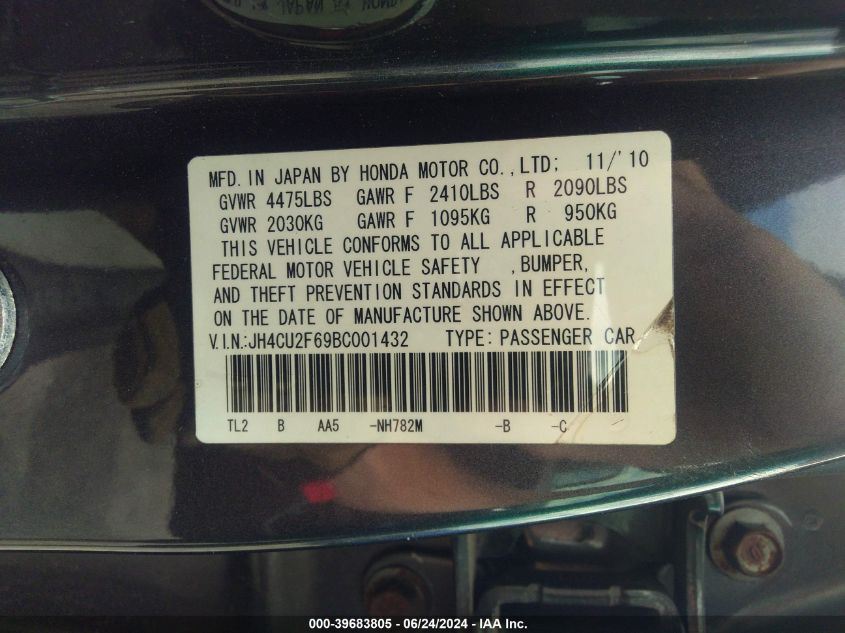 MFD. IN JAPAN BY HONDA MOTOR CO.,LTD; 11/'10
GVWR 4475LBS GAWR F 2410LBS R 2090LBS
GVWR 2030KG GAWR F 1095KG R 950KG
THIS VEHICLE CONFORMS TO ALL APPLICABLE
FEDERAL MOTOR VEHICLE SAFETY ,BUMPER,
AND THEFT PREVENTION STANDARDS IN EFFECT
ON THE DATE OF MANUFACTURE SHOWN ABOVE.
V.I.N.:JH4CU2F69BC001432 TYPE: PASSENGER CAR
TL2 B AA5 -NH782M -B -C
000-39683805 - 06/24/2024 - IAA Inc.